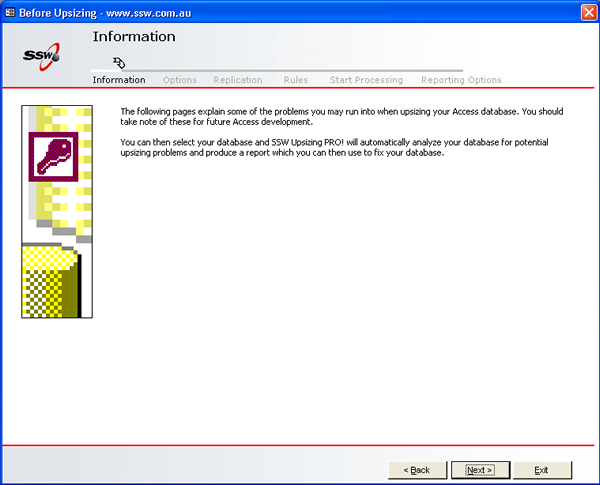 Before Upsizing - www.ssw.com.au
Information
SSW
Information Options Replication Rules Start Processing Reporting Options
The following pages explain some of the problems you may run into when upsizing your Access database. You should
take note of these for future Access development.
You can then select your database and SSW Upsizing PRO! will automatically analyze your database for potential
upsizing problems and produce a report which you can then use to fix your database.
< Back Next > Exit